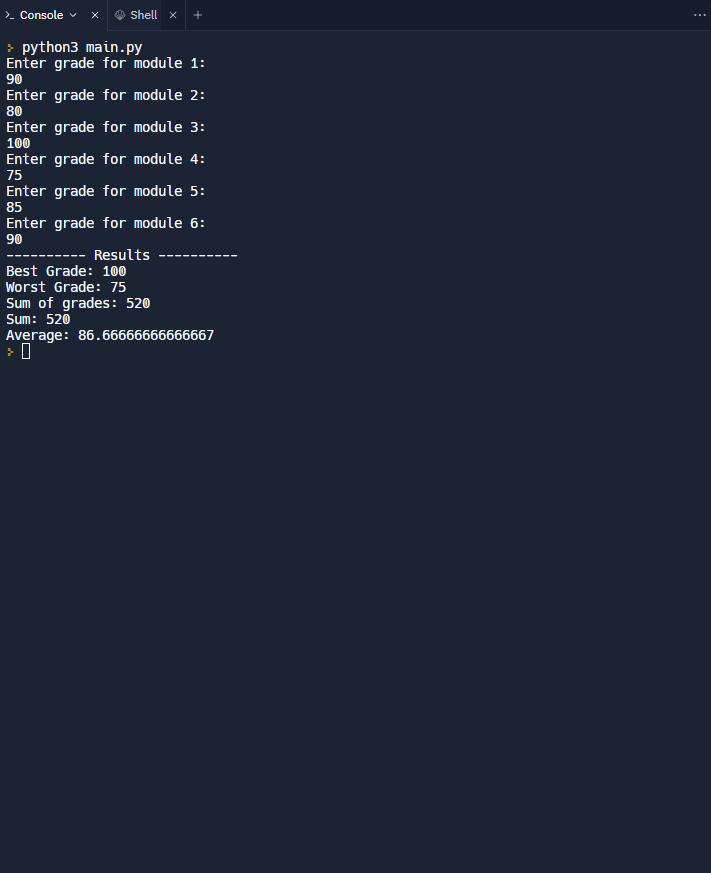 Console Shell
python3 main.py
Enter grade for module 1:
90
Enter grade for module 2:
80
Enter grade for module 3:
100
Enter grade for module 4:
75
Enter grade for module 5:
85
Enter grade for module 6:
90
---------- Results ----------
Best Grade: 100
Worst Grade: 75
Sum of grades: 520
Sum: 520
Average: 86.66666666666667